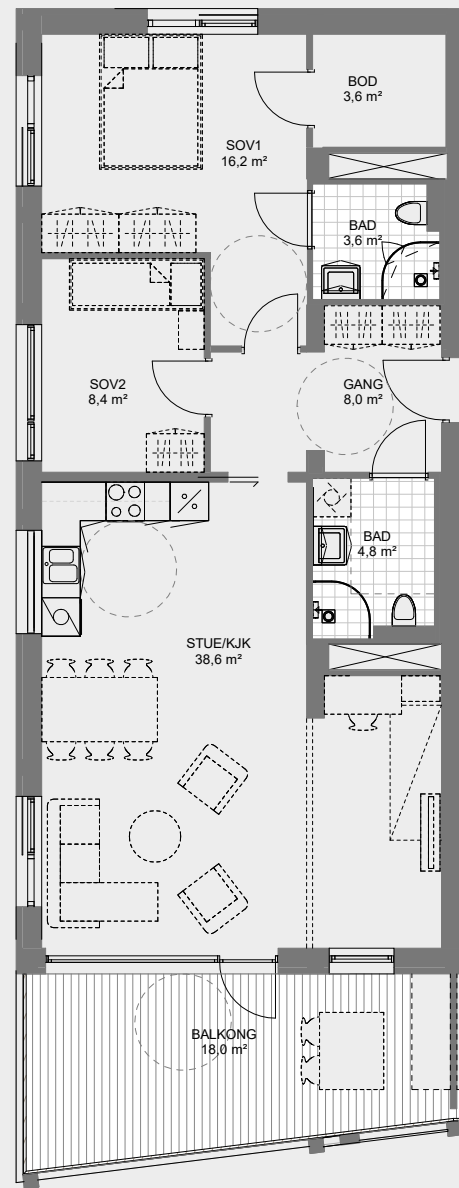 BOD
3,6 m²
SOV1
16,2 m²
BAD
3,6 m²
SOV2
8,4 m²
GANG
8,0 m²
BAD
4,8 m²
STUE/KJK
38,6 m²
BALKONG
18,0 m²